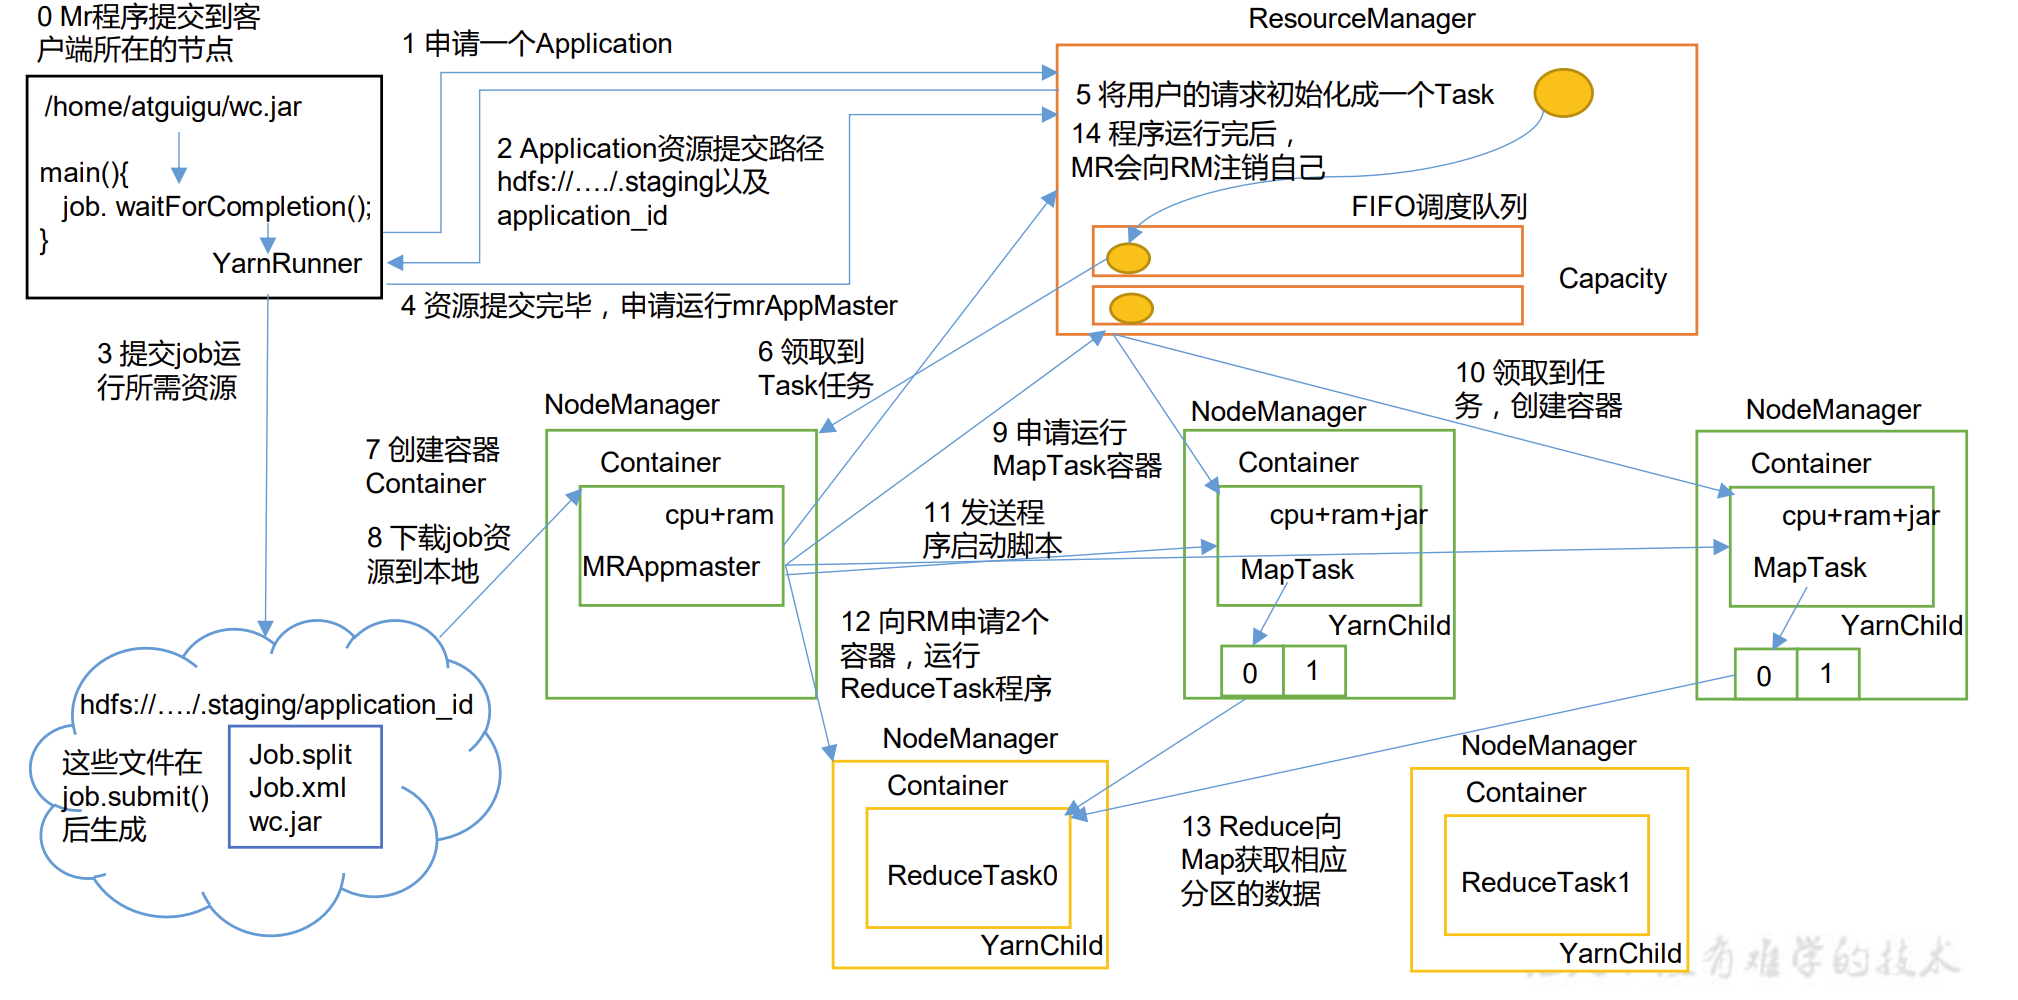 0 Mr程序提交到客
户端所在的节点
/home/atguigu/wc.jar
main(){
job. waitForCompletion();
}
YarnRunner
1 申请一个Application
2 Application资源提交路径
hdfs://…./.staging以及
application_id
4 资源提交完毕，申请运行mrAppMaster
3 提交job运
行所需资源
ResourceManager
5 将用户的请求初始化成一个Task
14 程序运行完后，
MR会向RM注销自己
FIFO调度队列
Capacity
6 领取到
Task任务
7 创建容器
Container
8 下载job资
源到本地
NodeManager
Container
cpu+ram
MRAppmaster
9 申请运行
MapTask容器
10 领取到任
务，创建容器
11 发送程
序启动脚本
NodeManager
Container
cpu+ram+jar
MapTask
YarnChild
0 1
NodeManager
Container
cpu+ram+jar
MapTask
YarnChild
0 1
12 向RM申请2个
容器，运行
ReduceTask程序
hdfs://…./.staging/application_id
这些文件在
job.submit()
后生成
Job.split
Job.xml
wc.jar
NodeManager
Container
ReduceTask0
YarnChild
13 Reduce向
Map获取相应
分区的数据
NodeManager
Container
ReduceTask1
YarnChild
有难学的技术